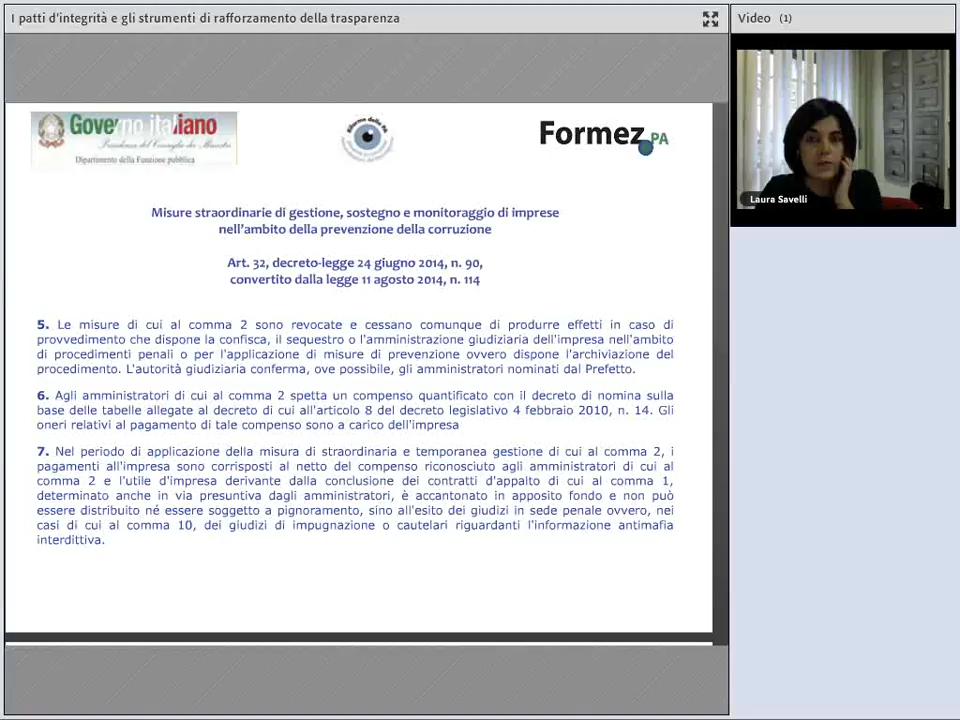 I patti d'integrità e gli strumenti di rafforzamento della trasparenza
Video (1)
Governo italiano
Presidenza del Consiglio dei Ministri
Dipartimento della Funzione pubblica
Riforme della PA
Formez PA
Laura Savelli
Misure straordinarie di gestione, sostegno e monitoraggio di imprese
nell'ambito della prevenzione della corruzione
Art. 32, decreto-legge 24 giugno 2014, n. 90,
convertito dalla legge 11 agosto 2014, n. 114
5. Le misure di cui al comma 2 sono revocate e cessano comunque di produrre effetti in caso di
provvedimento che dispone la confisca, il sequestro o l'amministrazione giudiziaria dell'impresa nell'ambito
di procedimenti penali o per l'applicazione di misure di prevenzione ovvero dispone l'archiviazione del
procedimento. L'autorità giudiziaria conferma, ove possibile, gli amministratori nominati dal Prefetto.
6. Agli amministratori di cui al comma 2 spetta un compenso quantificato con il decreto di nomina sulla
base delle tabelle allegate al decreto di cui all'articolo 8 del decreto legislativo 4 febbraio 2010, n. 14. Gli
oneri relativi al pagamento di tale compenso sono a carico dell'impresa
7. Nel periodo di applicazione della misura di straordinaria e temporanea gestione di cui al comma 2, i
pagamenti all'impresa sono corrisposti al netto del compenso riconosciuto agli amministratori di cui al
comma 2 e l'utile d'impresa derivante dalla conclusione dei contratti d'appalto di cui al comma 1,
determinato anche in via presuntiva dagli amministratori, è accantonato in apposito fondo e non può
essere distribuito né essere soggetto a pignoramento, sino all'esito dei giudizi in sede penale ovvero, nei
casi di cui al comma 10, dei giudizi di impugnazione o cautelari riguardanti l'informazione antimafia
interdittiva.